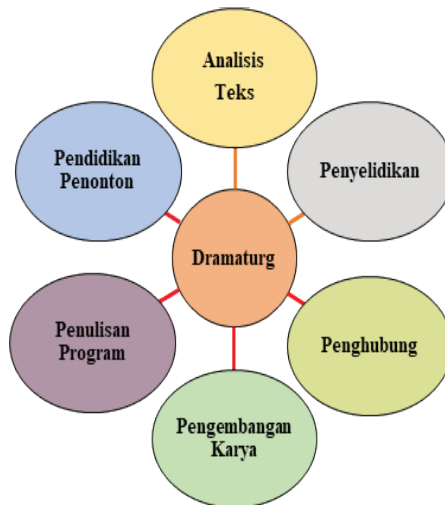 Analisis
Teks
Pendidikan
Penonton
Penyelidikan
Dramaturg
Penulisan
Program
Penghubung
Pengembangan
Karya